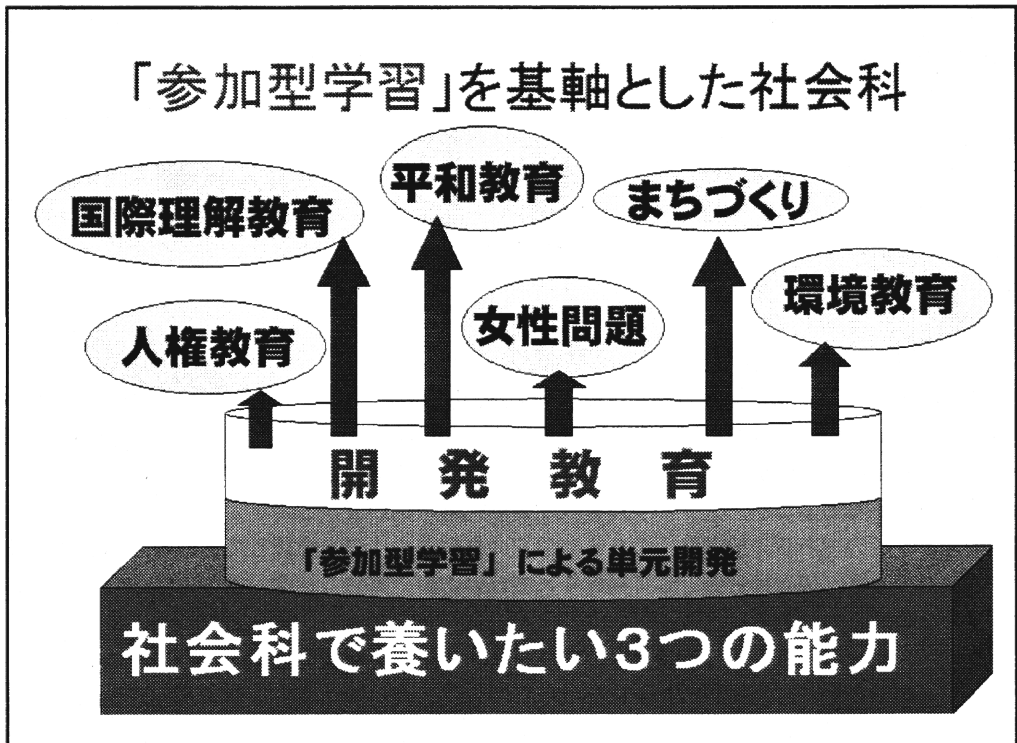 「参加型学習」を基軸とした社会科
平和教育
まちづくり
国際理解教育
環境教育
女性問題
人権教育
開発教育
「参加型学習」による単元開発
社会科で養いたい3つの能力